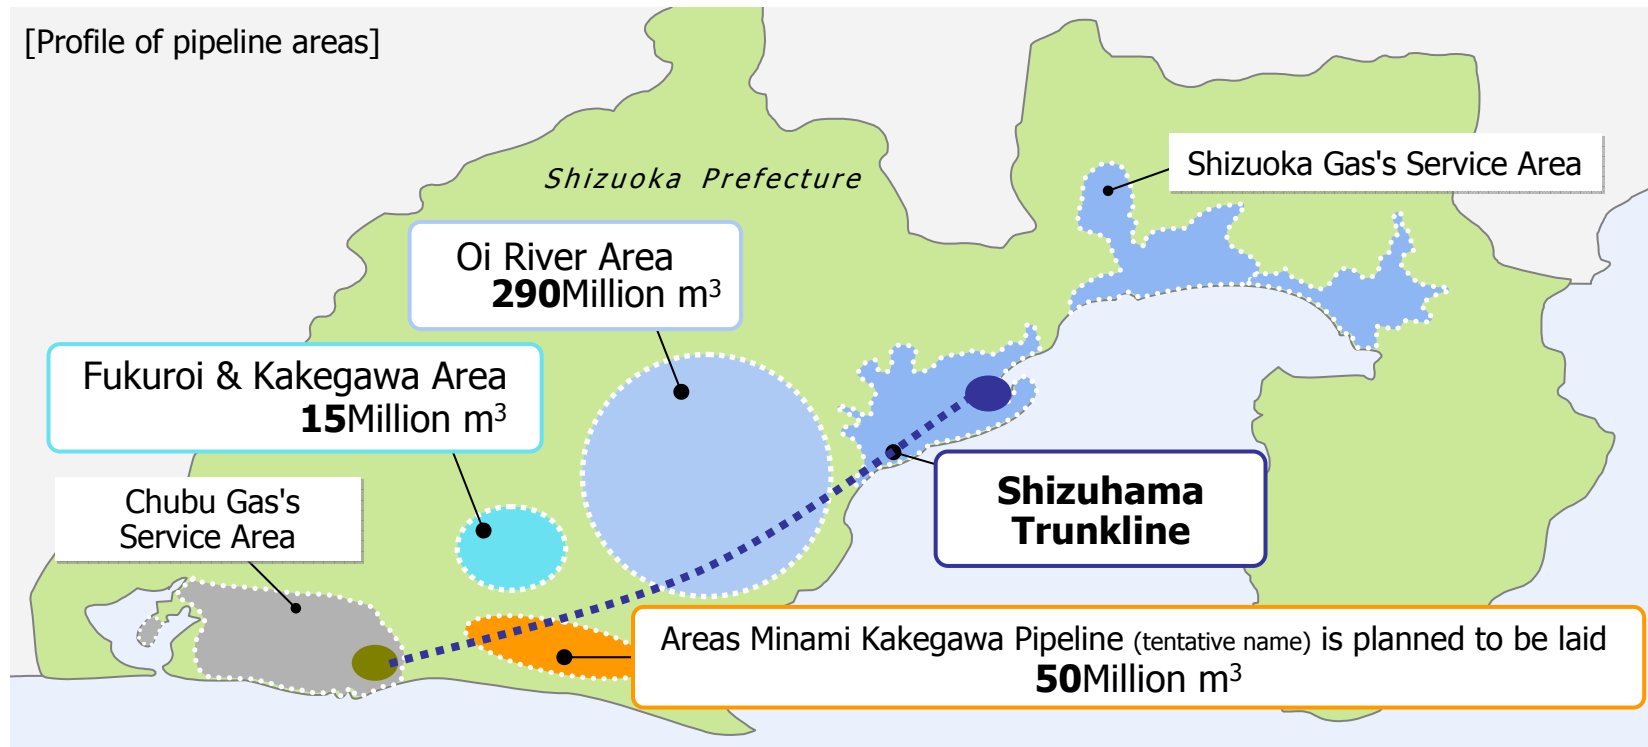 [Profile of pipeline areas]
Shizuoka Prefecture
Shizuoka Gas's Service Area
Oi River Area
290Million m³
Fukuroi & Kakegawa Area
15Million m³
Chubu Gas's
Service Area
Shizuhama
Trunkline
Areas Minami Kakegawa Pipeline (tentative name) is planned to be laid
50Million m³